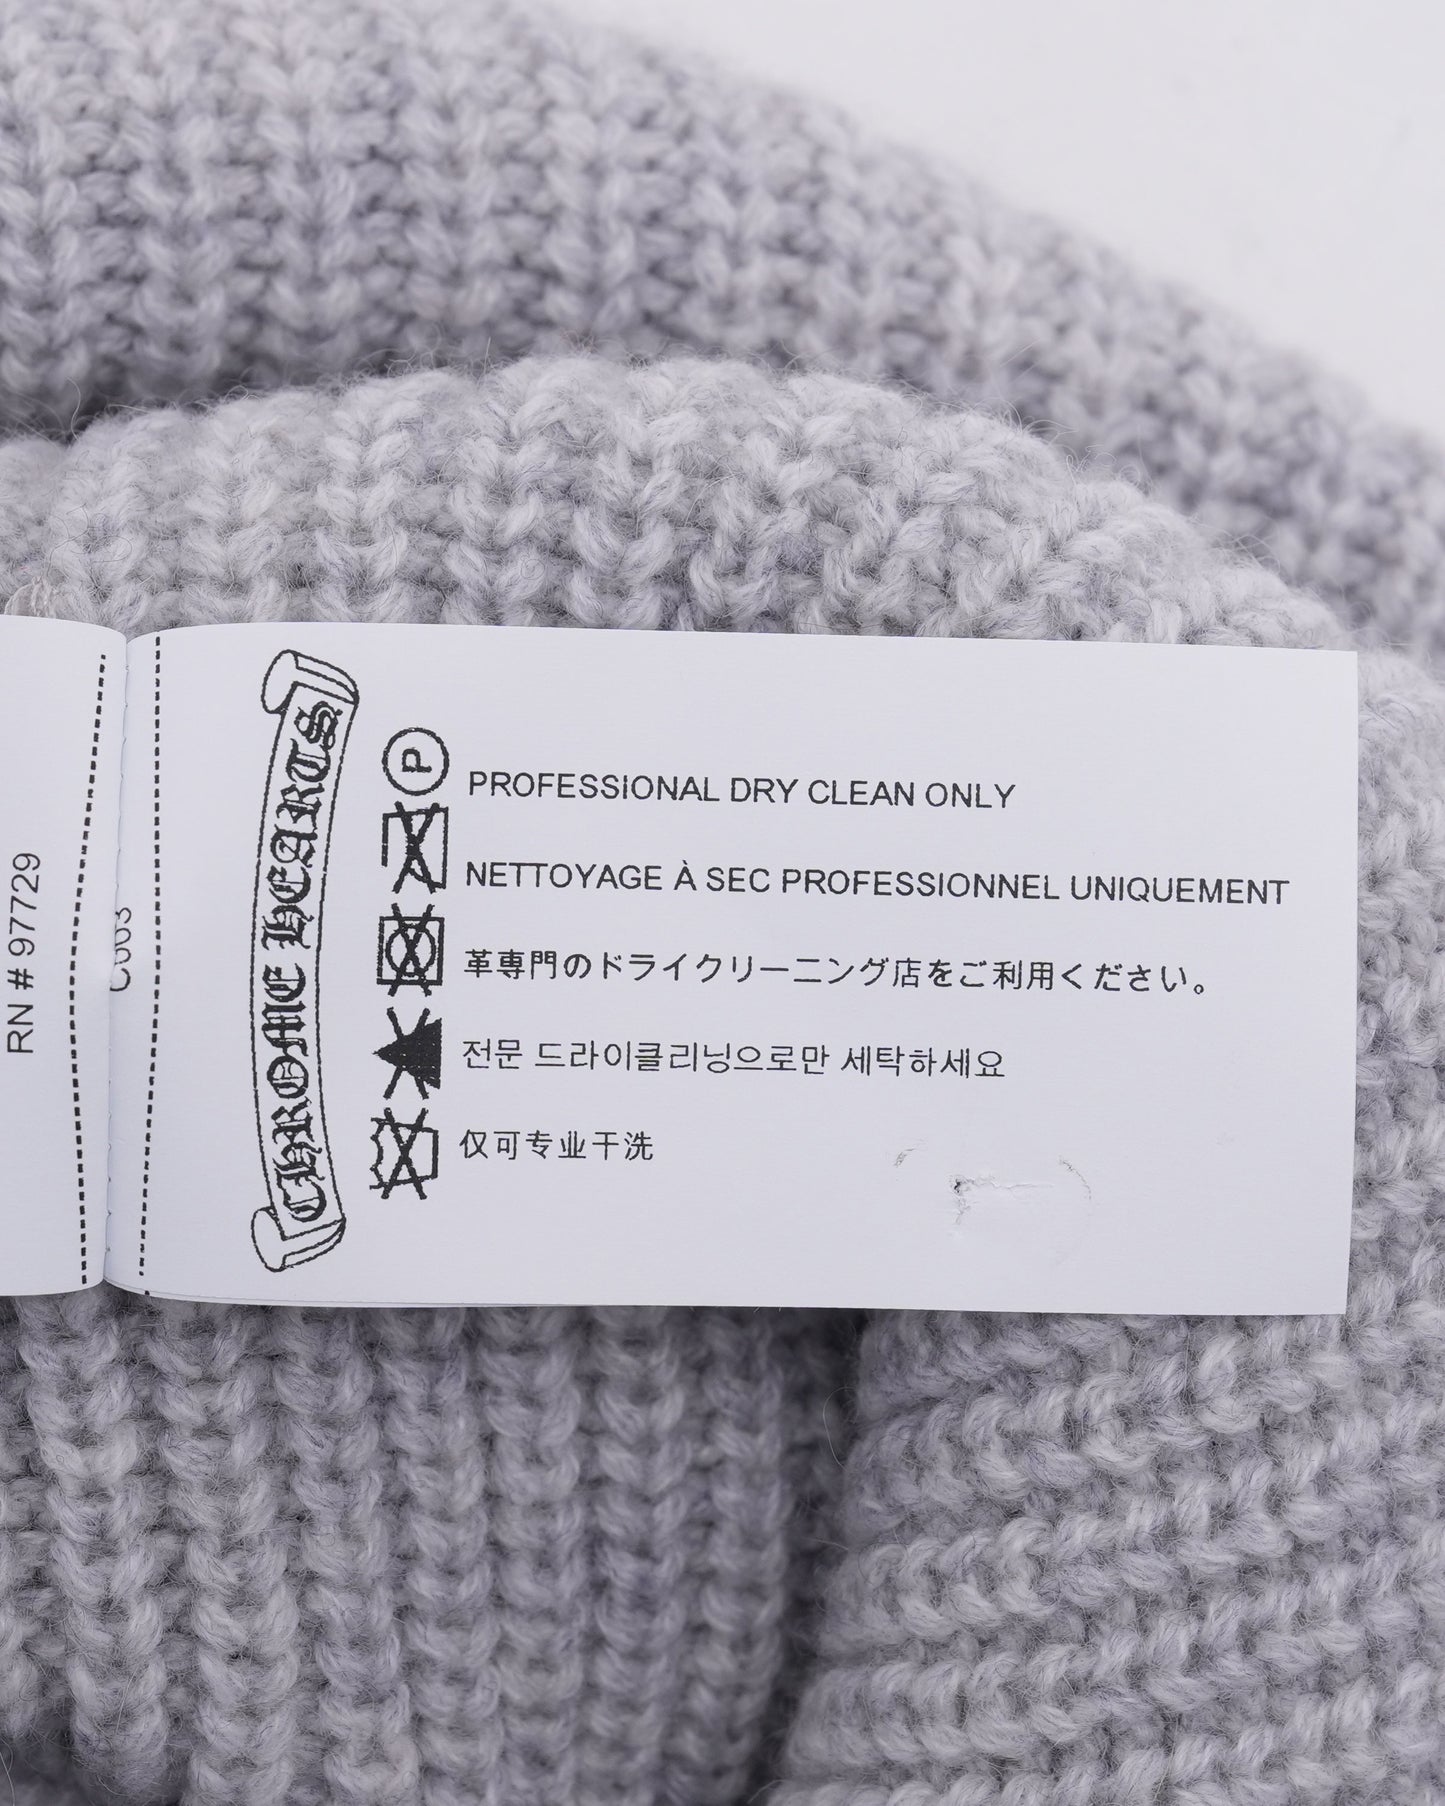 RN # 97729
C003
CHROME HEARTS
P
PROFESSIONAL DRY CLEAN ONLY
NETTOYAGE À SEC PROFESSIONNEL UNIQUEMENT
革専門のドライクリーニング店をご利用ください。
전문 드라이클리닝으로만 세탁하세요
仅可专业干洗